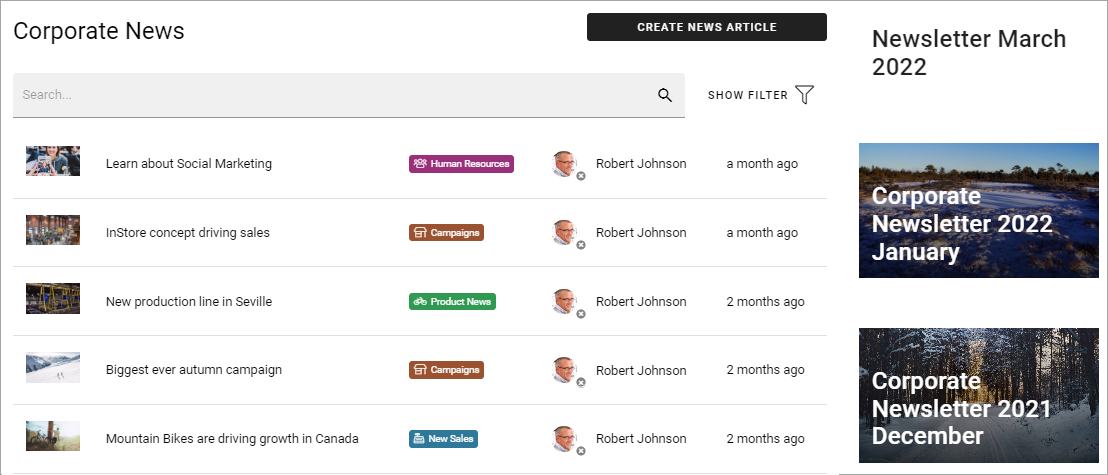 Corporate News
CREATE NEWS ARTICLE
Search...
SHOW FILTER
Learn about Social Marketing
Human Resources
Robert Johnson
a month ago
InStore concept driving sales
Campaigns
Robert Johnson
a month ago
New production line in Seville
Product News
Robert Johnson
2 months ago
Biggest ever autumn campaign
Campaigns
Robert Johnson
2 months ago
Mountain Bikes are driving growth in Canada
New Sales
Robert Johnson
2 months ago
Newsletter March
2022
Corporate
Newsletter 2022
January
Corporate
Newsletter 2021
December